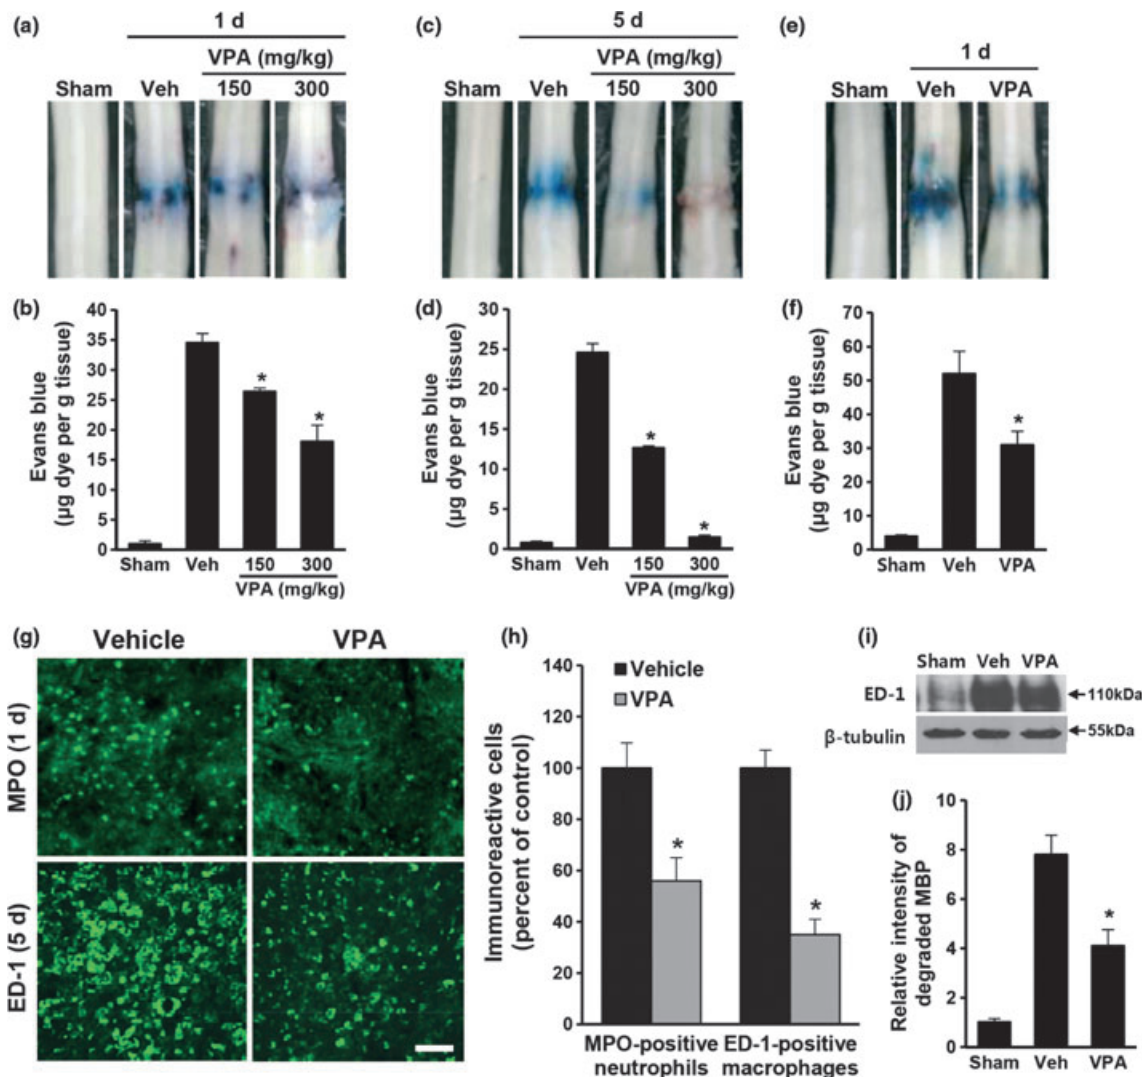 (a)
1 d
VPA (mg/kg)
Sham Veh 150 300
(c)
5 d
VPA (mg/kg)
Sham Veh 150 300
(e)
1 d
Sham Veh VPA
(b)
Evans blue
(µg dye per g tissue)
40
35
30
25
20
15
10
5
0
*
*
Sham Veh 150 300
VPA (mg/kg)
(d)
Evans blue
(µg dye per g tissue)
30
25
20
15
10
5
0
*
*
Sham Veh 150 300
VPA (mg/kg)
(f)
Evans blue
(µg dye per g tissue)
70
60
50
40
30
20
10
0
*
Sham Veh VPA
(g)
Vehicle VPA
MPO (1 d)
ED-1 (5 d)
(h)
Immunoreactive cells
(percent of control)
140
120
100
80
60
40
20
0
Vehicle
VPA
*
*
MPO-positive
neutrophils
ED-1-positive
macrophages
(i)
Sham Veh VPA
ED-1 110kDa
β-tubulin 55kDa
(j)
Relative intensity of
degraded MBP
10
8
6
4
2
0
*
Sham Veh VPA